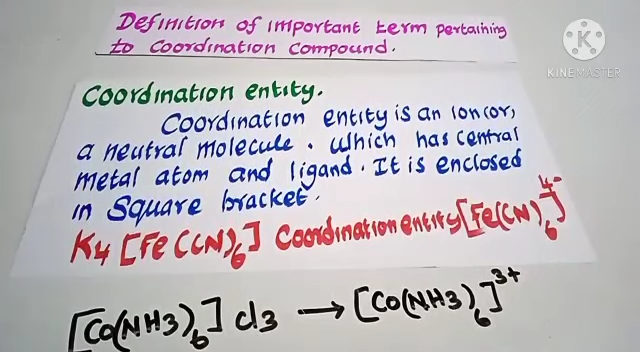 Definition of important term pertaining
to coordination compound.
K
KINEMASTER
Coordination entity.
Coordination entity is an ion (or)
a neutral molecule. which has central
metal atom and ligand. It is enclosed
in square bracket.
K4 [Fe(CN)6] Coordination entity [Fe(CN)6]4-
[Co(NH3)6] cl3 → [Co(NH3)6]3+